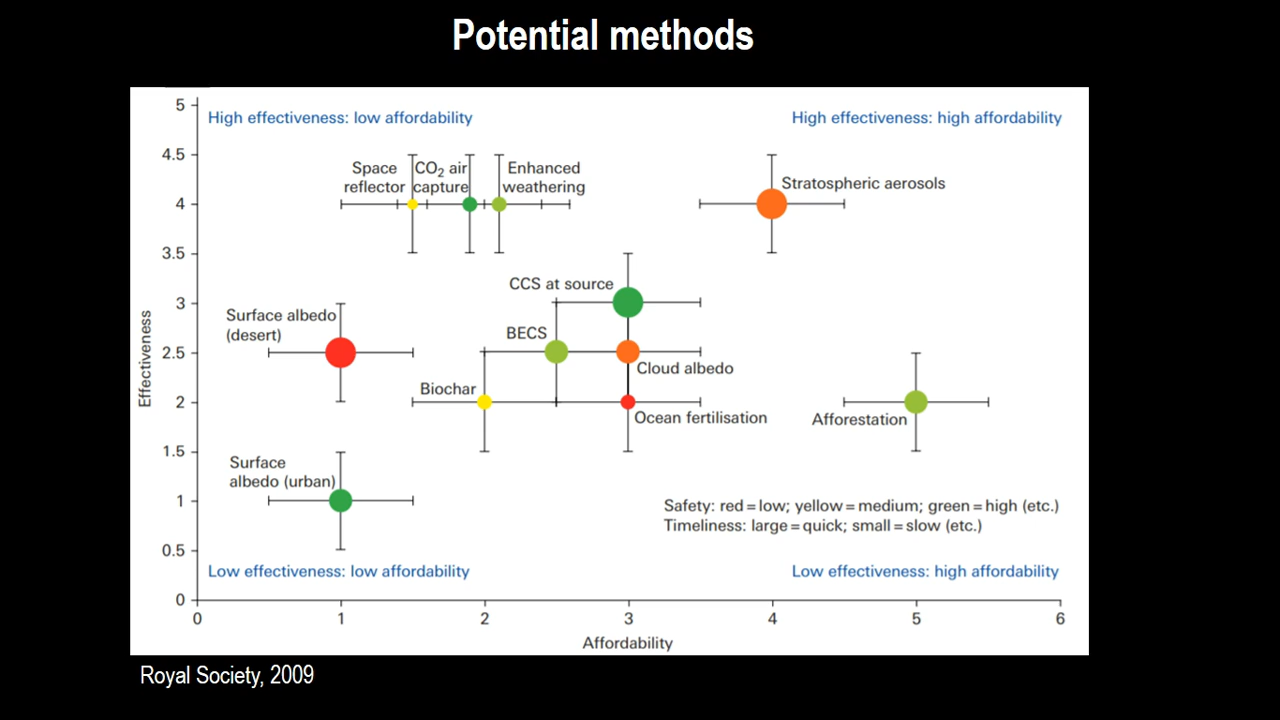 Potential methods
5
High effectiveness: low affordability
High effectiveness: high affordability
4.5
Space
reflector
CO₂ air
capture
Enhanced
weathering
Stratospheric aerosols
4
3.5
CCS at source
3
Surface albedo
(desert)
BECS
2.5
Cloud albedo
Effectiveness
Biochar
2
Ocean fertilisation
Afforestation
1.5
Surface
albedo (urban)
1
Safety: red = low; yellow = medium; green = high (etc.)
Timeliness: large = quick; small = slow (etc.)
0.5
Low effectiveness: low affordability
Low effectiveness: high affordability
0
0 1 2 3 4 5 6
Affordability
Royal Society, 2009